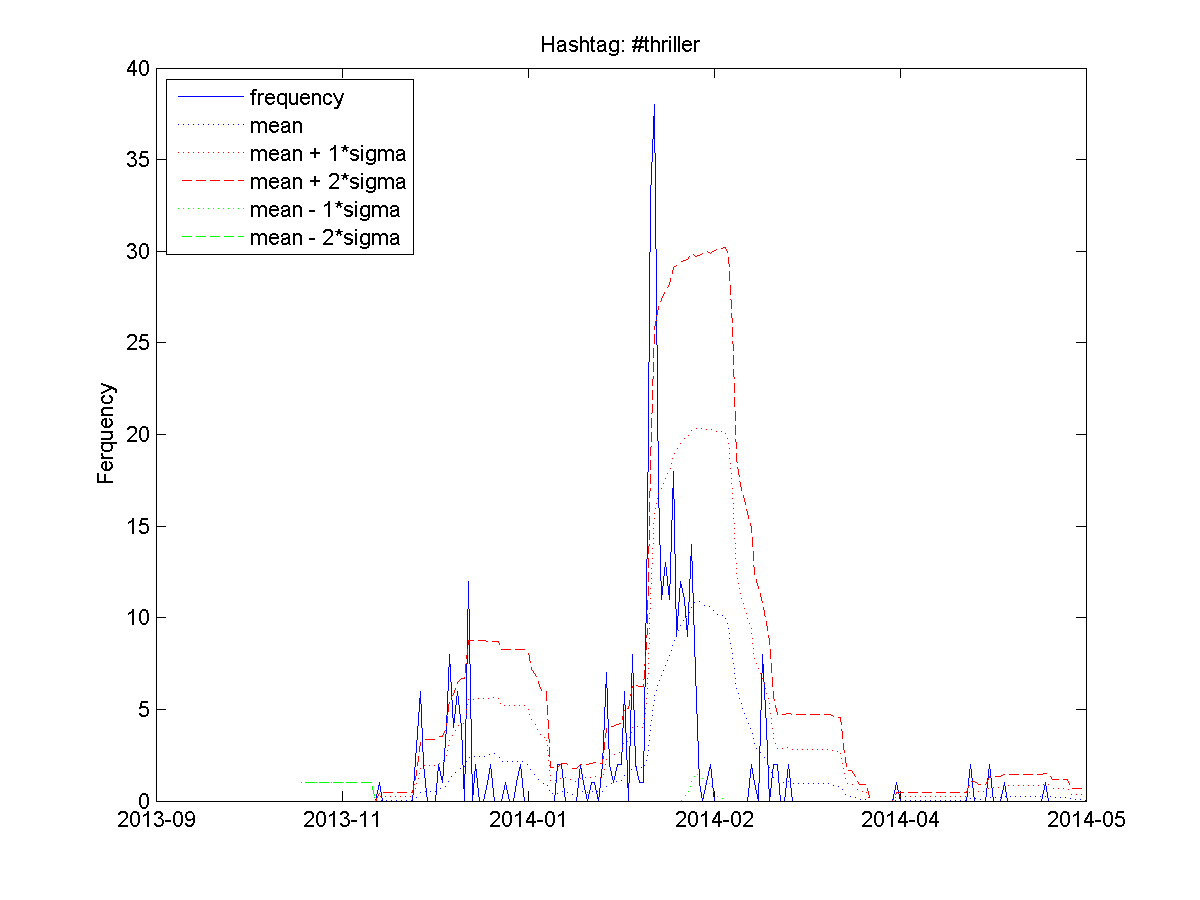 Hashtag: #thriller
40
35
30
25
20
15
10
5
0
Ferquency
frequency
mean
mean + 1*sigma
mean + 2*sigma
mean - 1*sigma
mean - 2*sigma
2013-09 2013-11 2014-01 2014-02 2014-04 2014-05